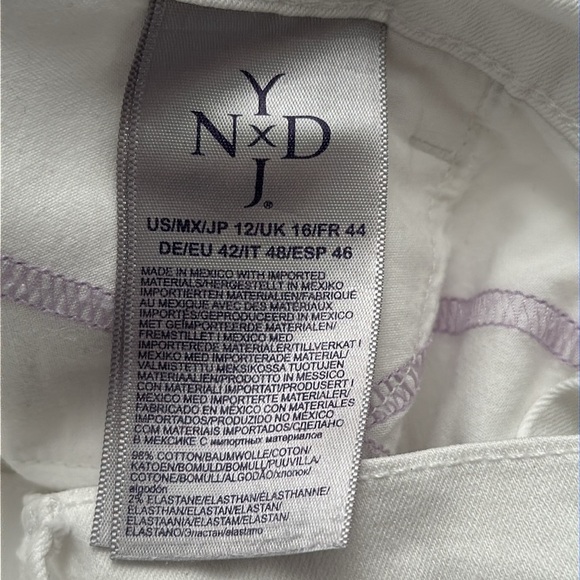 Y
N x D
J®
US/MX/JP 12/UK 16/FR 44
DE/EU 42/IT 48/ESP 46
MADE IN MEXICO WITH IMPORTED
MATERIALS/HERGESTELLT IN MEXIKO
IMPORTIERTEN MATERIALIEN/FABRIQUÉ
AU MEXIQUE AVEC DES MATÉRIAUX
IMPORTÉS/GEPRODUCEERD IN MEXICO
MET GEÏMPORTEERDE MATERIALEN/
FREMSTILLET I MEXICO MED
IMPORTEREDE MATERIALER/TILLVERKAT I
MEXIKO MED IMPORTERADE MATERIAL/
VALMISTETTU MEKSIKOSSA TUOTUJEN
MATERIAALIEN/PRODOTTO IN MESSICO
CON MATERIALI IMPORTATI/PRODUSERT I
MEXICO MED IMPORTERTE MATERIALER/
FABRICADO EN MÉXICO CON MATERIALES
IMPORTADOS/PRODUZIDO NO MÉXICO
COM MATERIAIS IMPORTADOS/СДЕЛАНО
В МЕКСИКЕ С импортных материалов
98% COTTON/BAUMWOLLE/COTON/
KATOEN/BOMULD/BOMULL/PUUVILLA/
COTONE/BOMULL/ALGODÃO/хлопок/
algodón
2% ELASTANE/ELASTHAN/ÉLASTHANNE/
ELASTHAN/ELASTAN/ELASTAN/
ELASTAANIA/ELASTAM/ELASTAN/
ELASTANO/Эластан/elastano